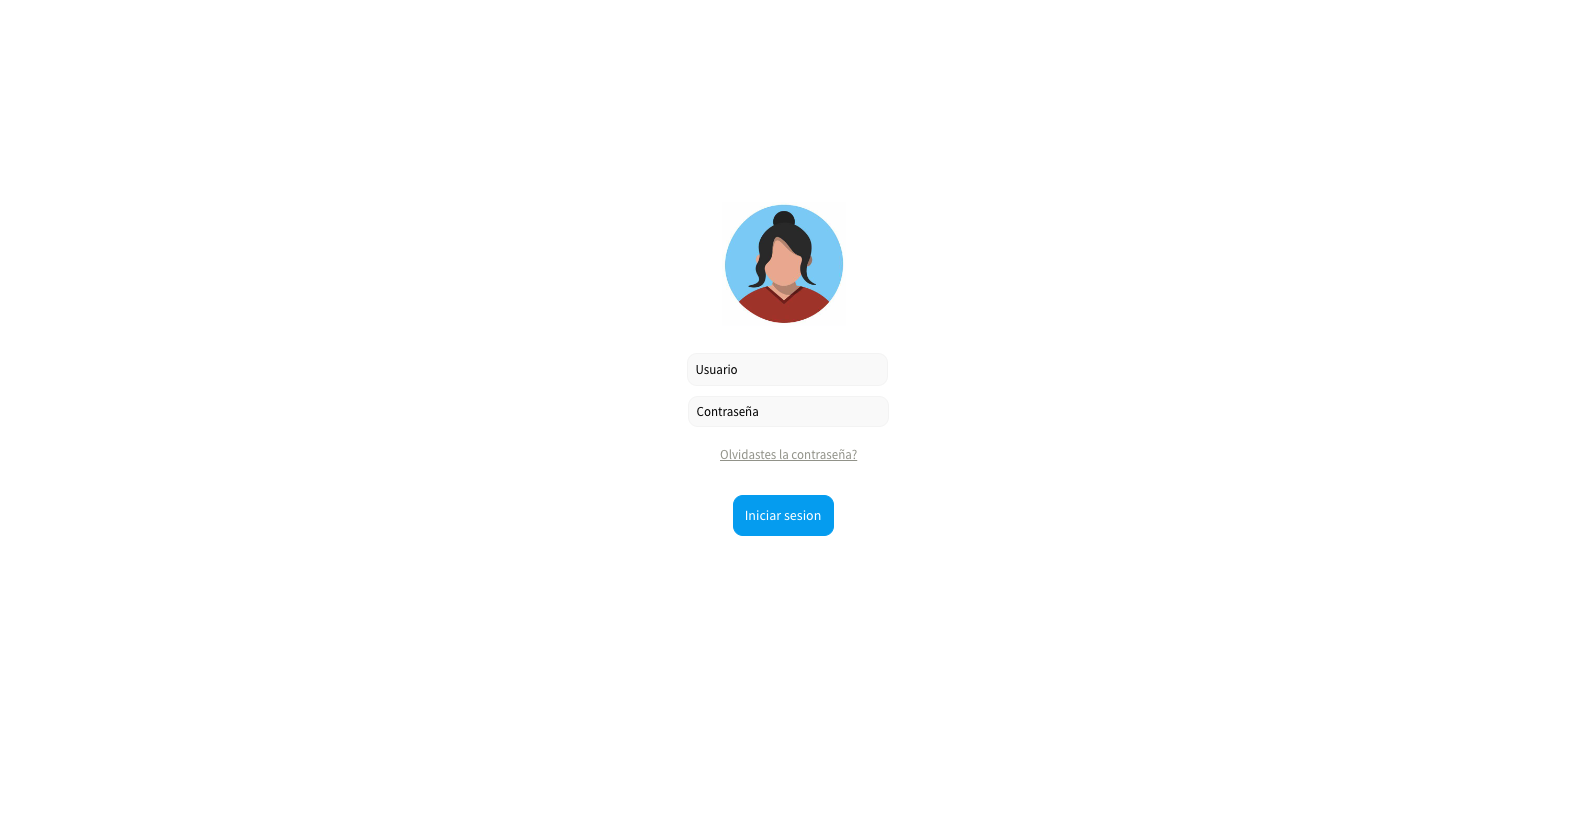 Usuario
Contraseña
Olvidastes la contraseña?
Iniciar sesion